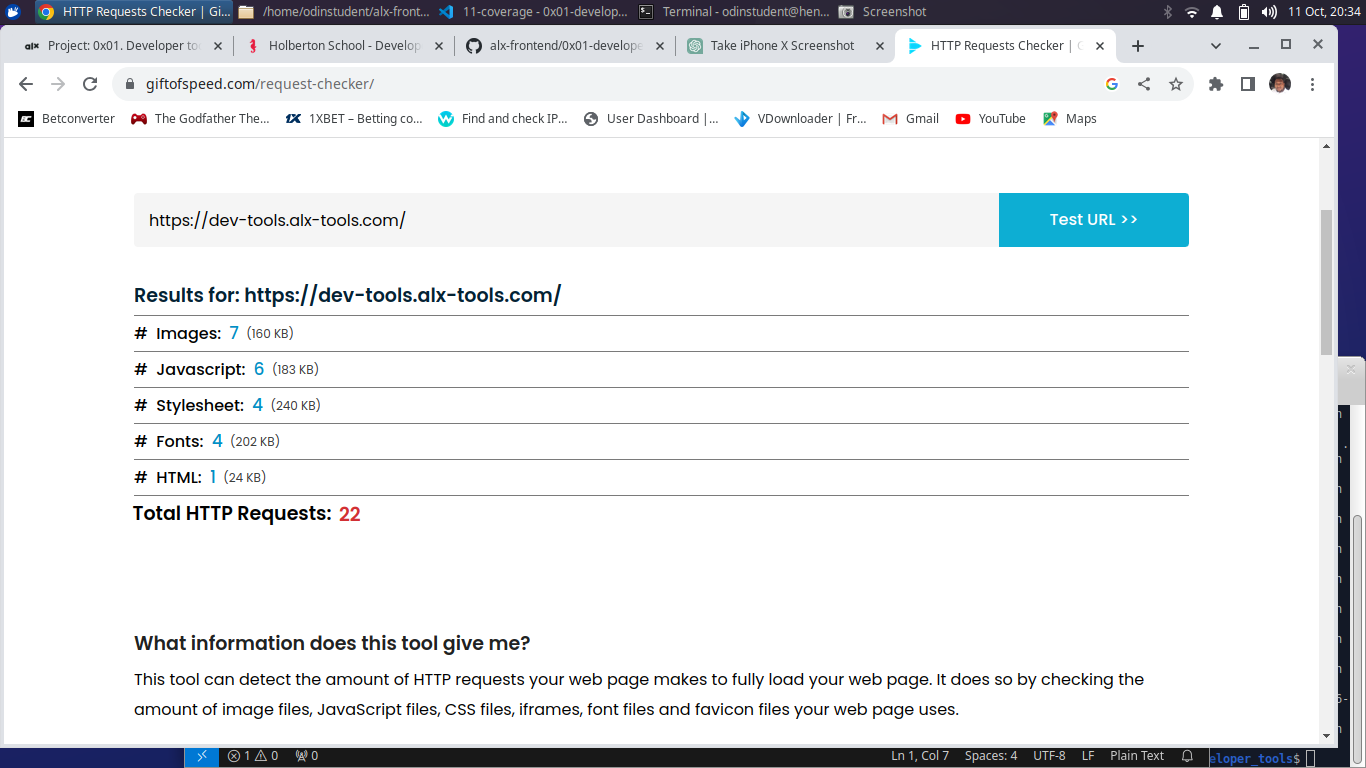 HTTP Requests Checker | Gi...
/home/odinstudent/alx-front...
11-coverage - 0x01-develop...
Terminal - odinstudent@hen...
Screenshot
11 Oct, 20:34
alx Project: 0x01. Developer to
Holberton School - Develop
alx-frontend/0x01-develope
Take iPhone X Screenshot
HTTP Requests Checker | G
giftofspeed.com/request-checker/
Betconverter
The Godfather The...
1XBET – Betting co...
Find and check IP...
User Dashboard |...
VDownloader | Fr...
Gmail
YouTube
Maps
https://dev-tools.alx-tools.com/
Test URL >>
Results for: https://dev-tools.alx-tools.com/
# Images: 7 (160 KB)
# Javascript: 6 (183 KB)
# Stylesheet: 4 (240 KB)
# Fonts: 4 (202 KB)
# HTML: 1 (24 KB)
Total HTTP Requests: 22
What information does this tool give me?
This tool can detect the amount of HTTP requests your web page makes to fully load your web page. It does so by checking the
amount of image files, JavaScript files, CSS files, iframes, font files and favicon files your web page uses.
1 0 0 Ln 1, Col 7 Spaces: 4 UTF-8 LF Plain Text eloper_tools$